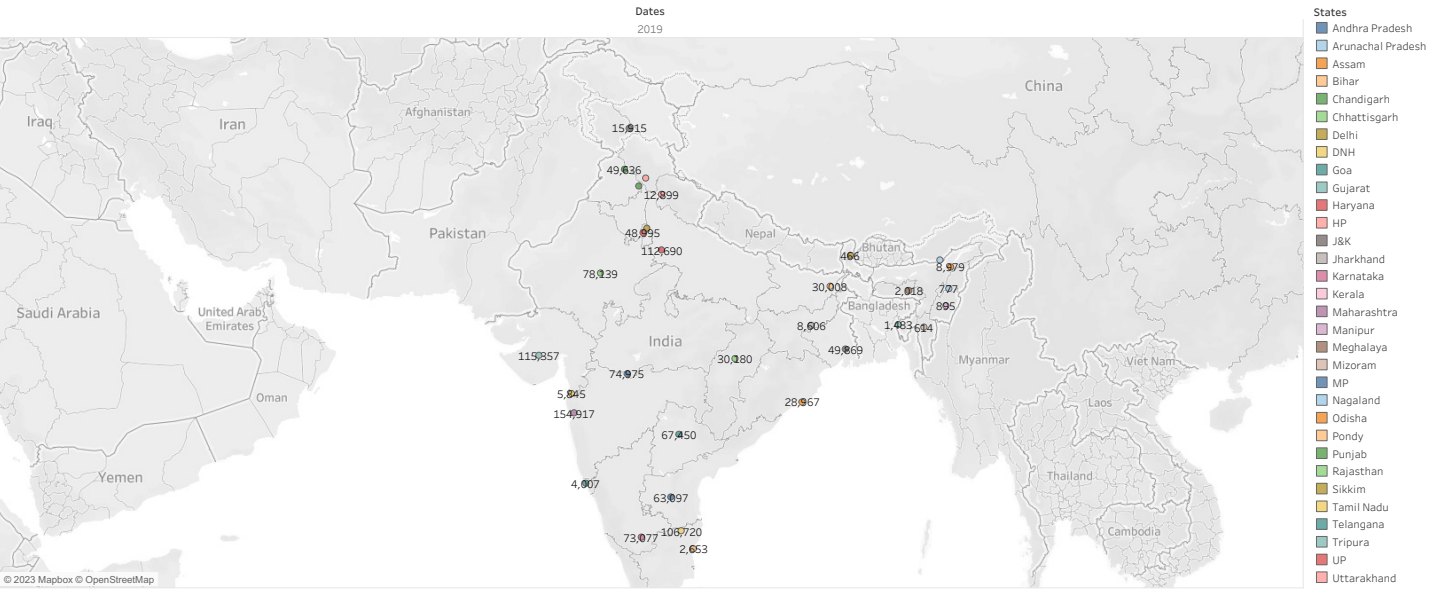 Dates
2019
States
Andhra Pradesh
Arunachal Pradesh
Assam
Bihar
Chandigarh
Chhattisgarh
Delhi
DNH
Goa
Gujarat
Haryana
HP
J&K
Jharkhand
Karnataka
Kerala
Maharashtra
Manipur
Meghalaya
Mizoram
MP
Nagaland
Odisha
Pondy
Punjab
Rajasthan
Sikkim
Tamil Nadu
Telangana
Tripura
UP
Uttarakhand
China
Afghanistan
Iraq
Iran
15,915
49,636
12,899
Pakistan
48,995
Nepal
Bhutan
112,690
466
8,979
78,139
30,008
2,018
777
Saudi Arabia
United Arab
Emirates
Bangladesh
895
8,606
1,483
614
India
49,869
115,357
30,180
Myanmar
Viet Nam
74,975
Oman
5,845
28,967
Laos
154,917
67,450
Yemen
4,007
63,097
Thailand
73,077
106,720
Cambodia
2,653
© 2023 Mapbox © OpenStreetMap